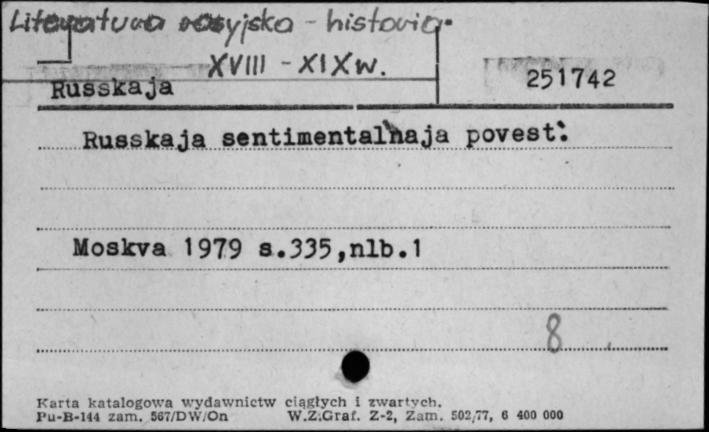 Literatura rosyjska - historia.
XVIII - XIX w.
Russkaja
251742
Russkaja sentimental'naja povest'.
Moskva 1979 s.335,nlb.1
8
Karta katalogowa wydawnictw ciągłych i zwartych.
Pu-B-144 zam. 567/DW/On W.Z.Graf. Z-2, Zam. 502/77, 6 400 000